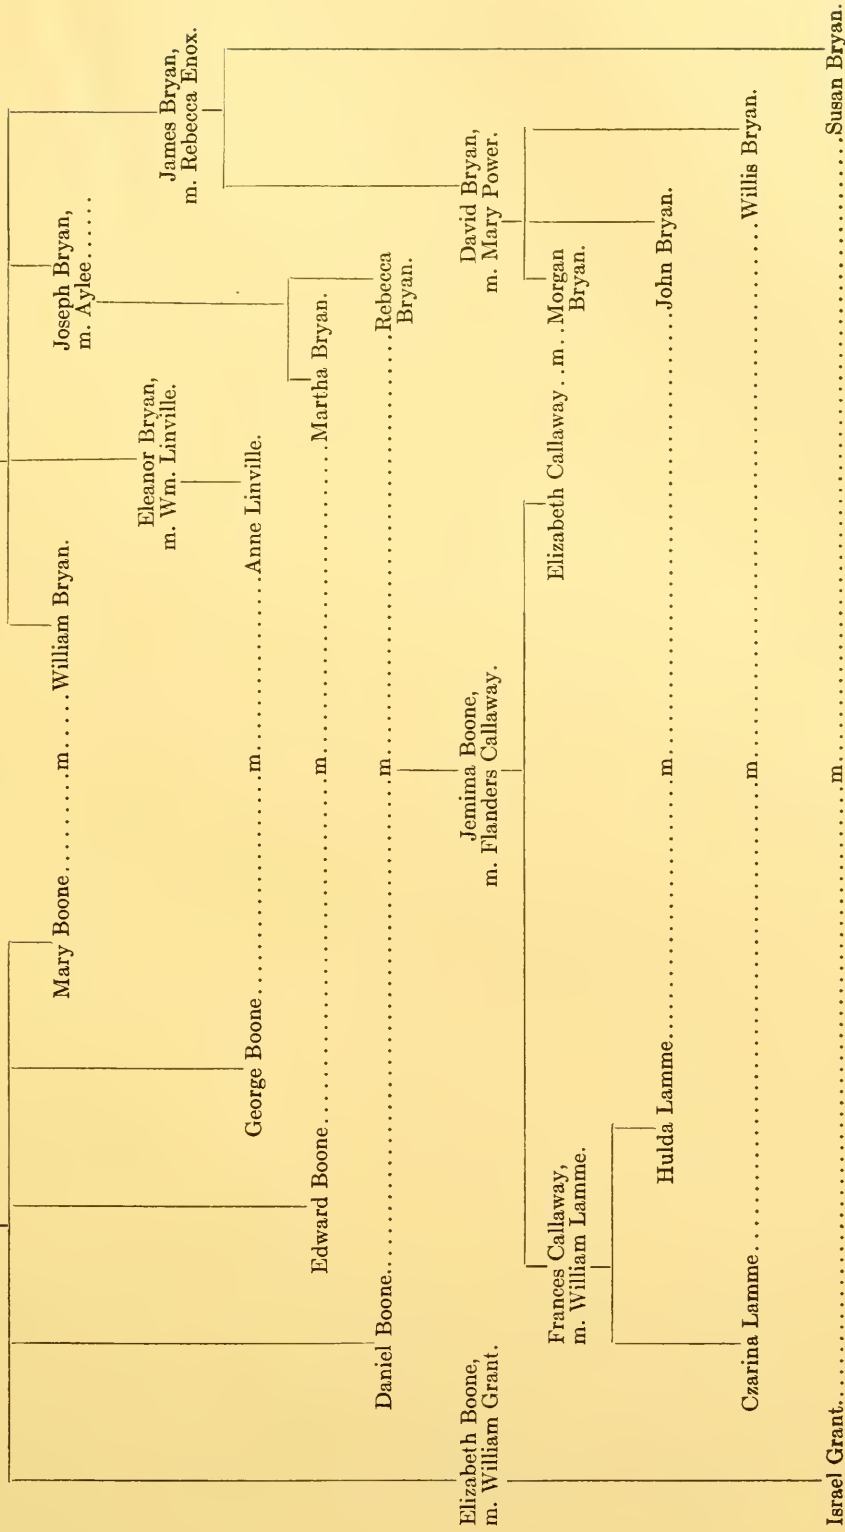 Mary Boone.........m......William Bryan.
Joseph Bryan,
m. Aylee......
Eleanor Bryan,
m. Wm. Linville.
James Bryan,
m. Rebecca Enox.
George Boone......................m..................Anne Linville.
Edward Boone....................................m................................Martha Bryan.
Daniel Boone..................................................m..........................................Rebecca
Bryan.
Elizabeth Boone,
m. William Grant.
Jemima Boone,
m. Flanders Callaway.
David Bryan,
m. Mary Power.
Frances Callaway,
m. William Lamme.
Elizabeth Callaway..m..Morgan
Bryan.
Hulda Lamme............................m..............................................John Bryan.
Czarina Lamme..................................................m......................................................Willis Bryan.
Israel Grant..........................................................................m..............................................................Susan Bryan.